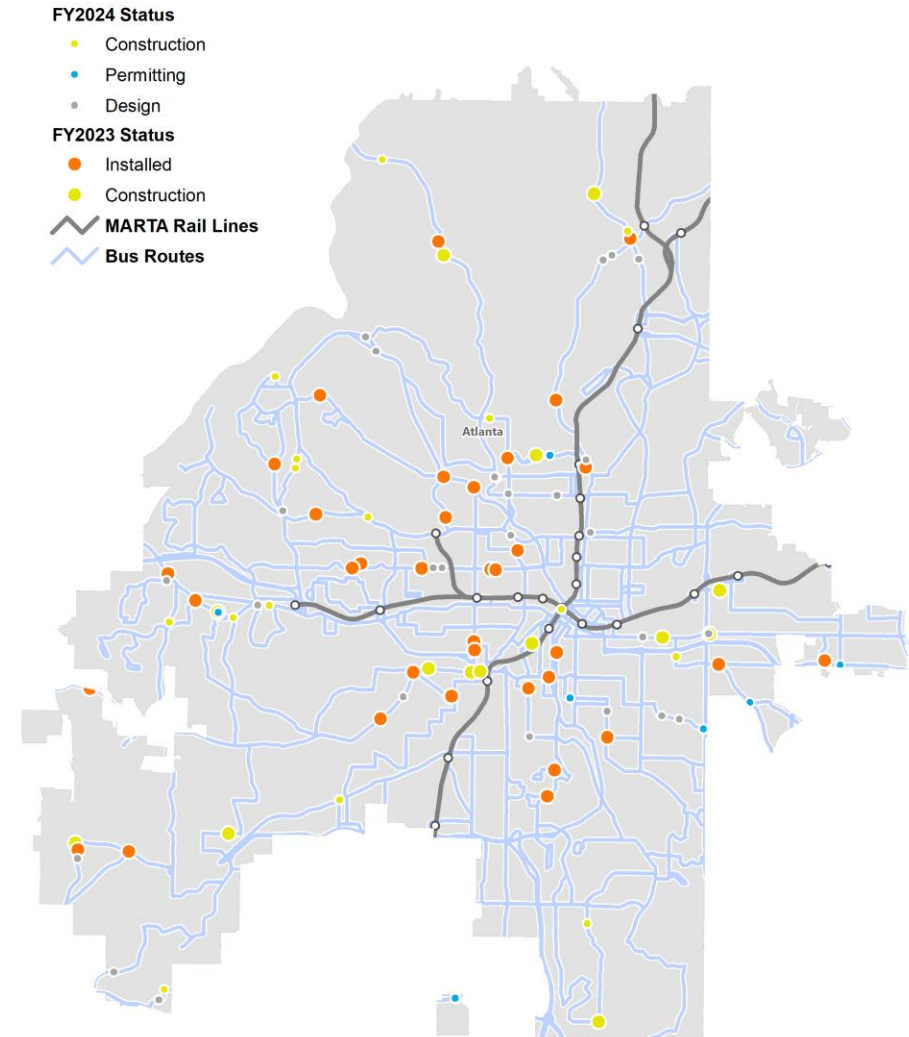 FY2024 Status
Construction
Permitting
Design
FY2023 Status
Installed
Construction
MARTA Rail Lines
Bus Routes
Atlanta